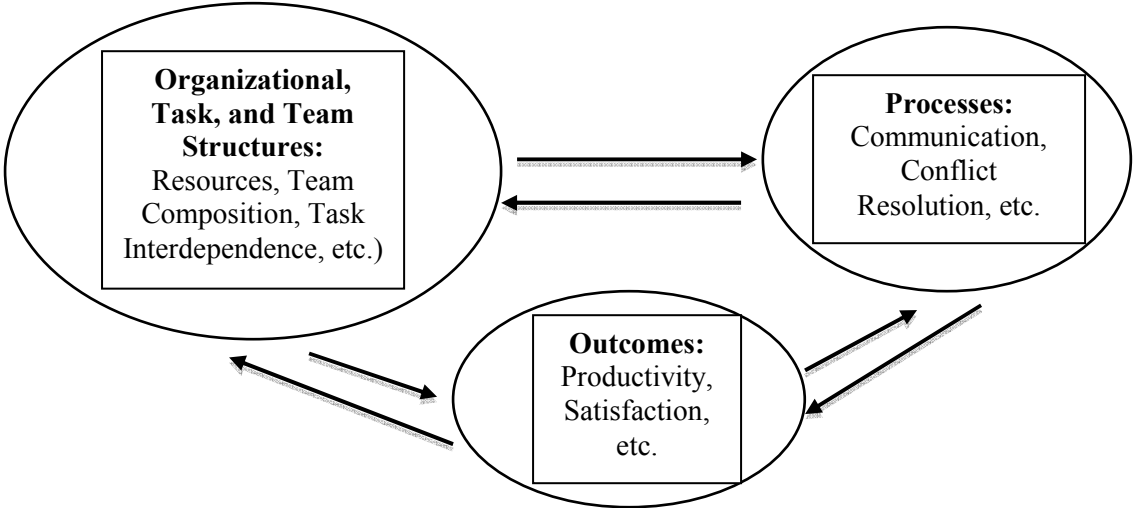 Organizational,
Task, and Team
Structures:
Resources, Team
Composition, Task
Interdependence, etc.)
Processes:
Communication,
Conflict
Resolution, etc.
Outcomes:
Productivity,
Satisfaction,
etc.